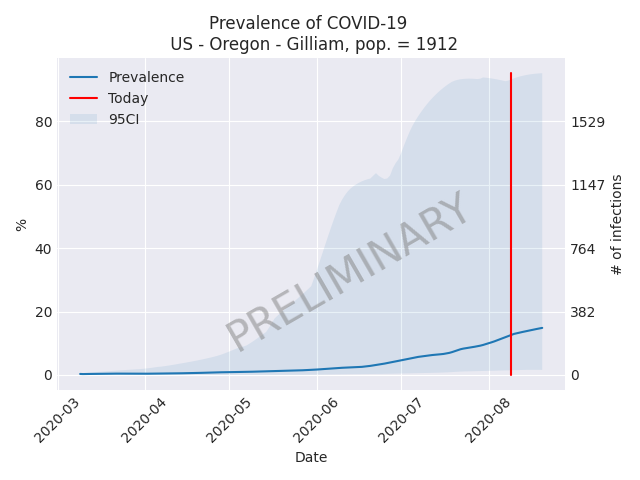 Prevalence of COVID-19
US - Oregon - Gilliam, pop. = 1912
Prevalence
Today
95CI
80
60
40
20
0
%
1529
1147
764
382
0
# of infections
PRELIMINARY
2020-03
2020-04
2020-05
2020-06
2020-07
2020-08
Date